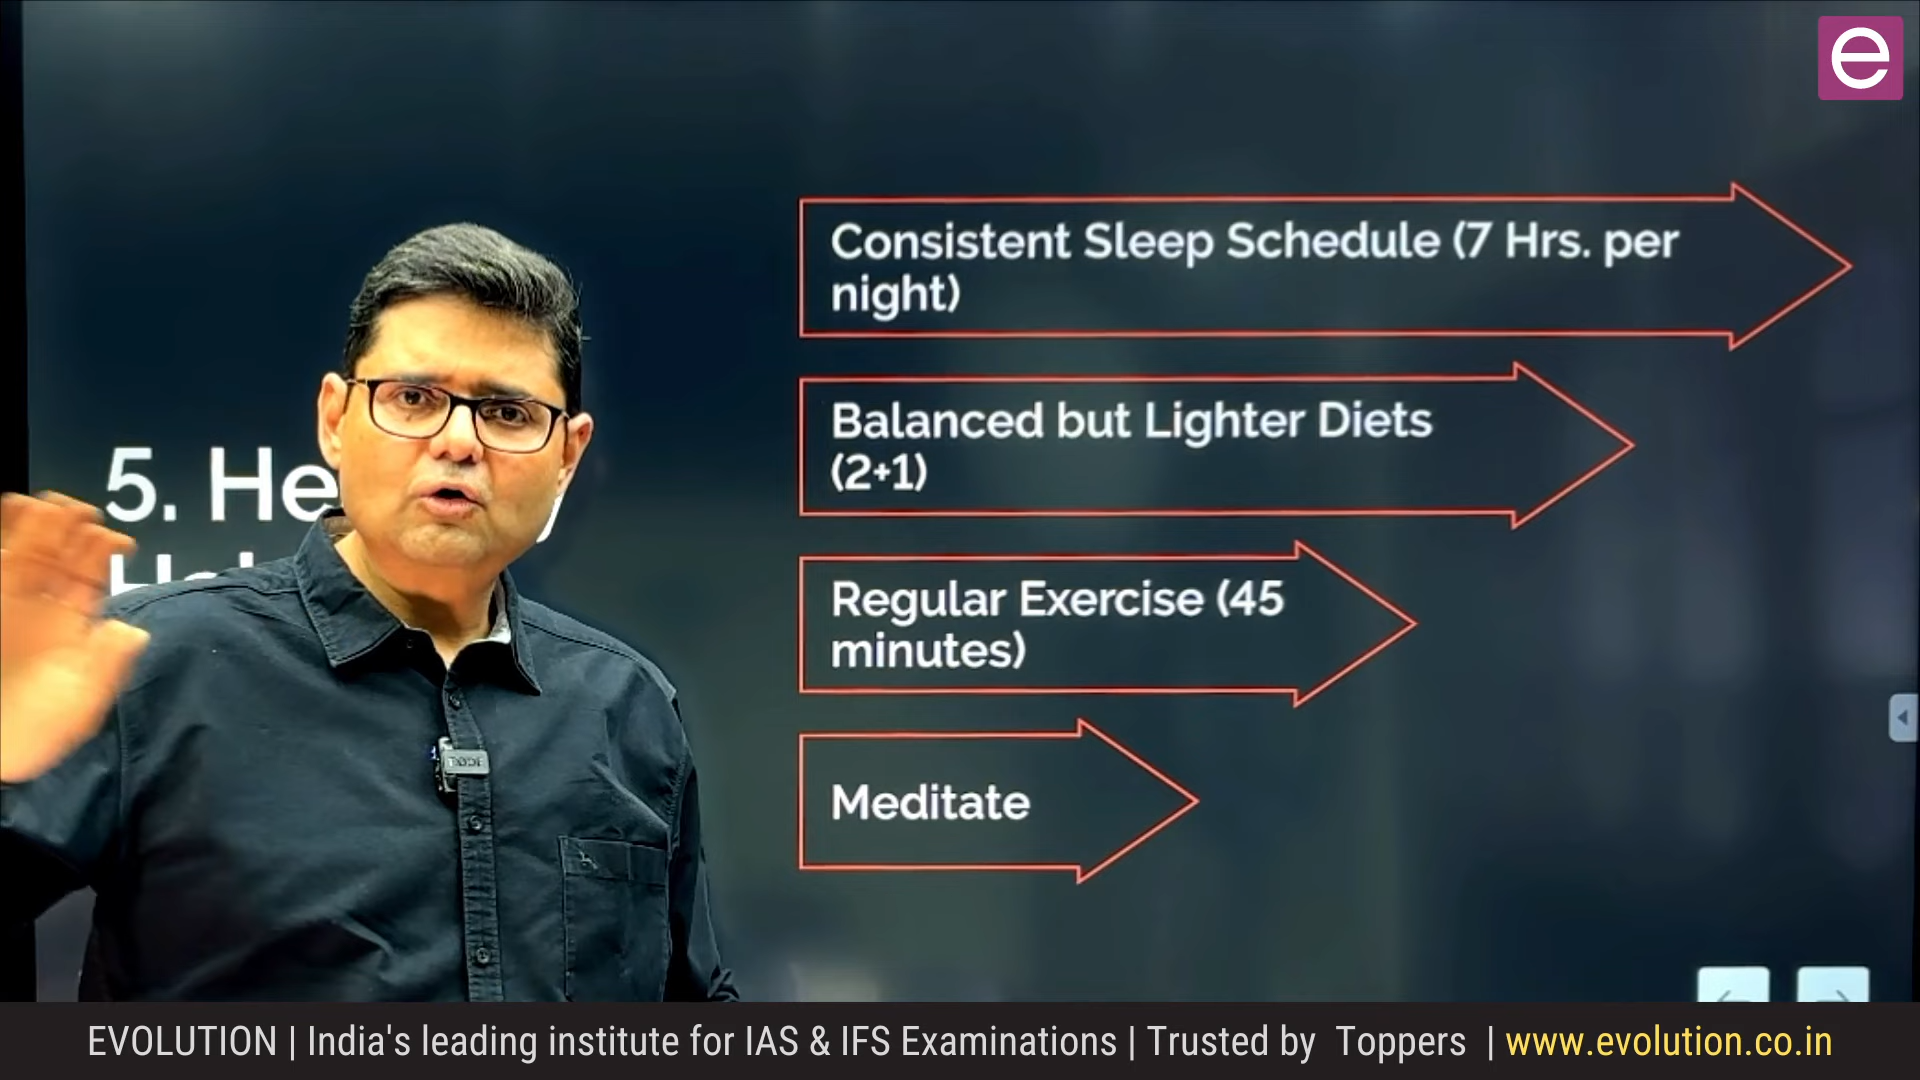 e
Consistent Sleep Schedule (7 Hrs. per
night)
Balanced but Lighter Diets
(2+1)
5.
Regular Exercise (45
minutes)
Meditate
EVOLUTION | India's leading institute for IAS & IFS Examinations | Trusted by Toppers | www.evolution.co.in